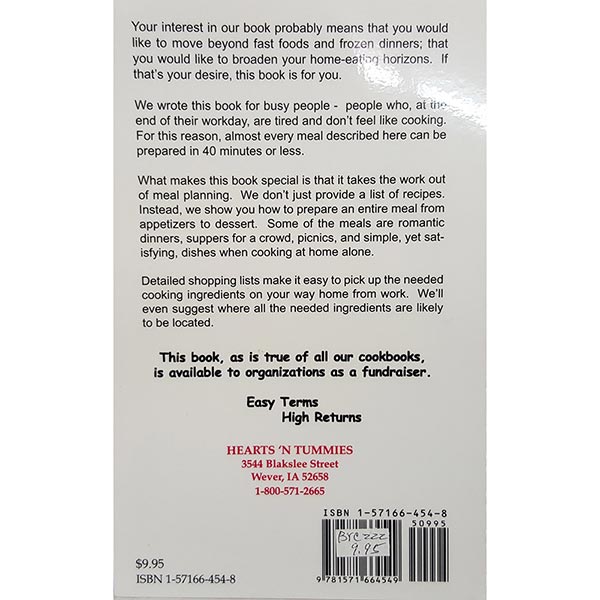 Your interest in our book probably means that you would
like to move beyond fast foods and frozen dinners; that
you would like to broaden your home-eating horizons. If
that's your desire, this book is for you.
We wrote this book for busy people - people who, at the
end of their workday, are tired and don't feel like cooking.
For this reason, almost every meal described here can be
prepared in 40 minutes or less.
What makes this book special is that it takes the work out
of meal planning. We don't just provide a list of recipes.
Instead, we show you how to prepare an entire meal from
appetizers to dessert. Some of the meals are romantic
dinners, suppers for a crowd, picnics, and simple, yet sat-
isfying, dishes when cooking at home alone.
Detailed shopping lists make it easy to pick up the needed
cooking ingredients on your way home from work. We'll
even suggest where all the needed ingredients are likely
to be located.
This book, as is true of all our cookbooks,
is available to organizations as a fundraiser.
Easy Terms
High Returns
HEARTS 'N TUMMIES
3544 Blakslee Street
Wever, IA 52658
1-800-571-2665
ISBN 1-57166-454-8
50995
9.95
9 781571 664549
$9.95
ISBN 1-57166-454-8